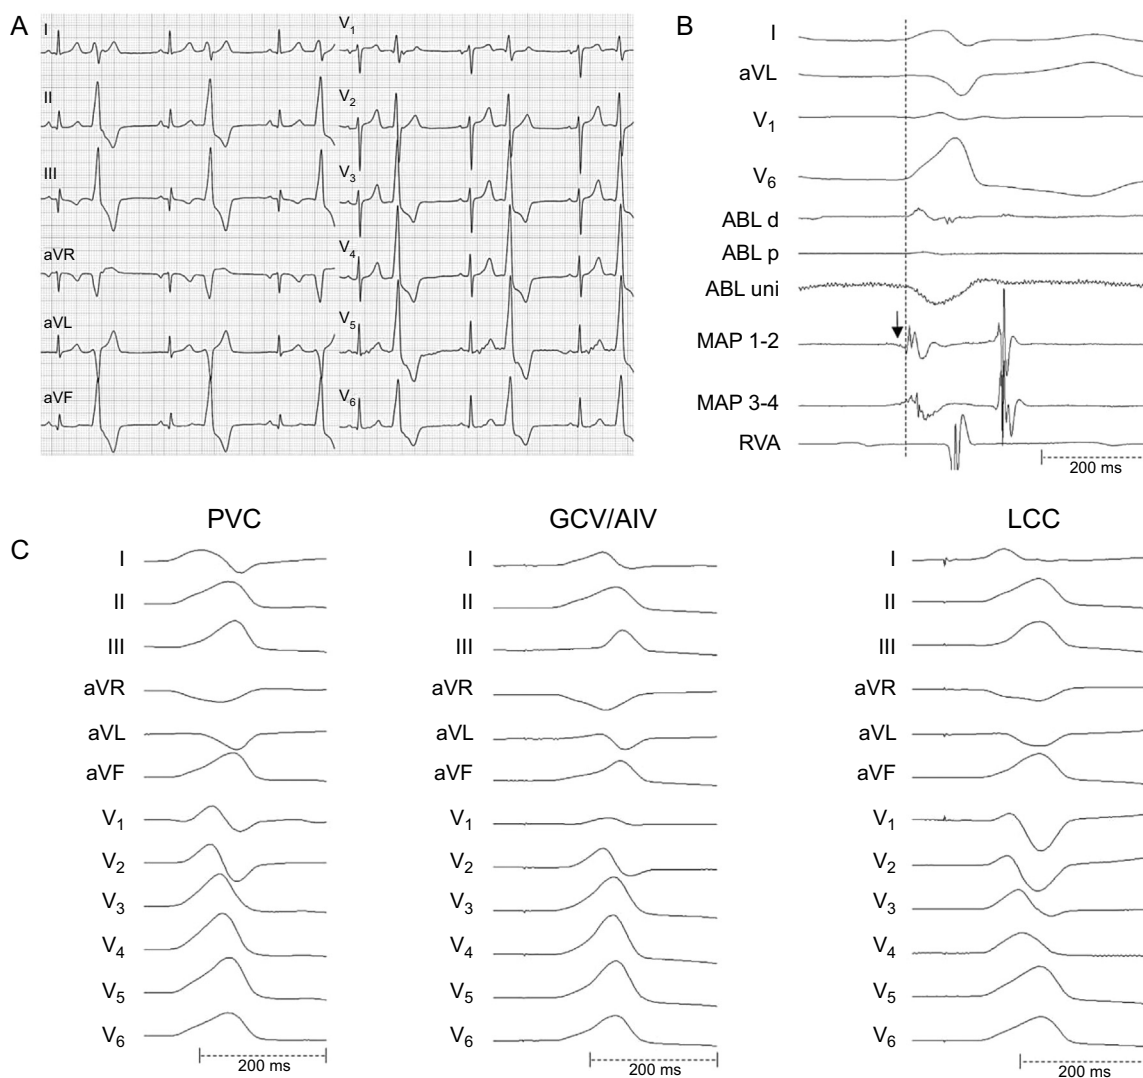 A
I
II
III
aVR
aVL
aVF
V1
V2
V3
V4
V5
V6
B
I
aVL
V1
V6
ABL d
ABL p
ABL uni
MAP 1-2
MAP 3-4
RVA
200 ms
C
PVC
I
II
III
aVR
aVL
aVF
V1
V2
V3
V4
V5
V6
200 ms
GCV/AIV
I
II
III
aVR
aVL
aVF
V1
V2
V3
V4
V5
V6
200 ms
LCC
I
II
III
aVR
aVL
aVF
V1
V2
V3
V4
V5
V6
200 ms